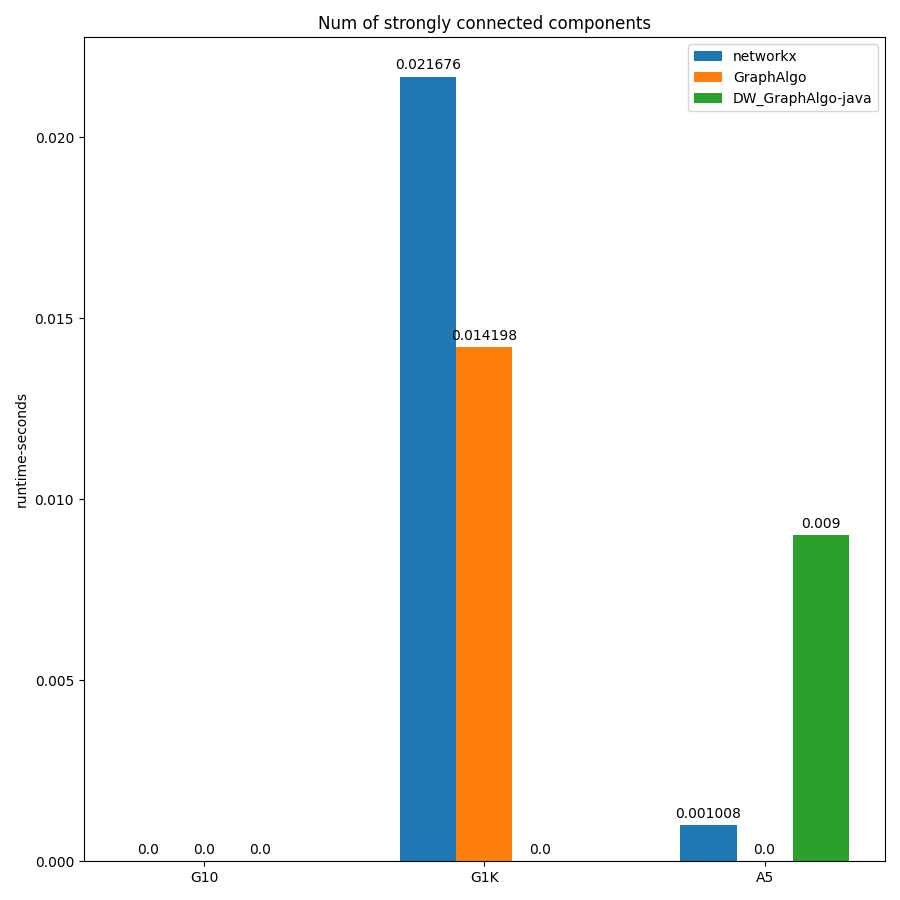 Num of strongly connected components
networkx
GraphAlgo
DW_GraphAlgo-java
runtime-seconds
0.020
0.015
0.010
0.005
0.000
0.021676
0.014198
0.009
0.001008
0.0
0.0
0.0
0.0
0.0
G10
G1K
A5